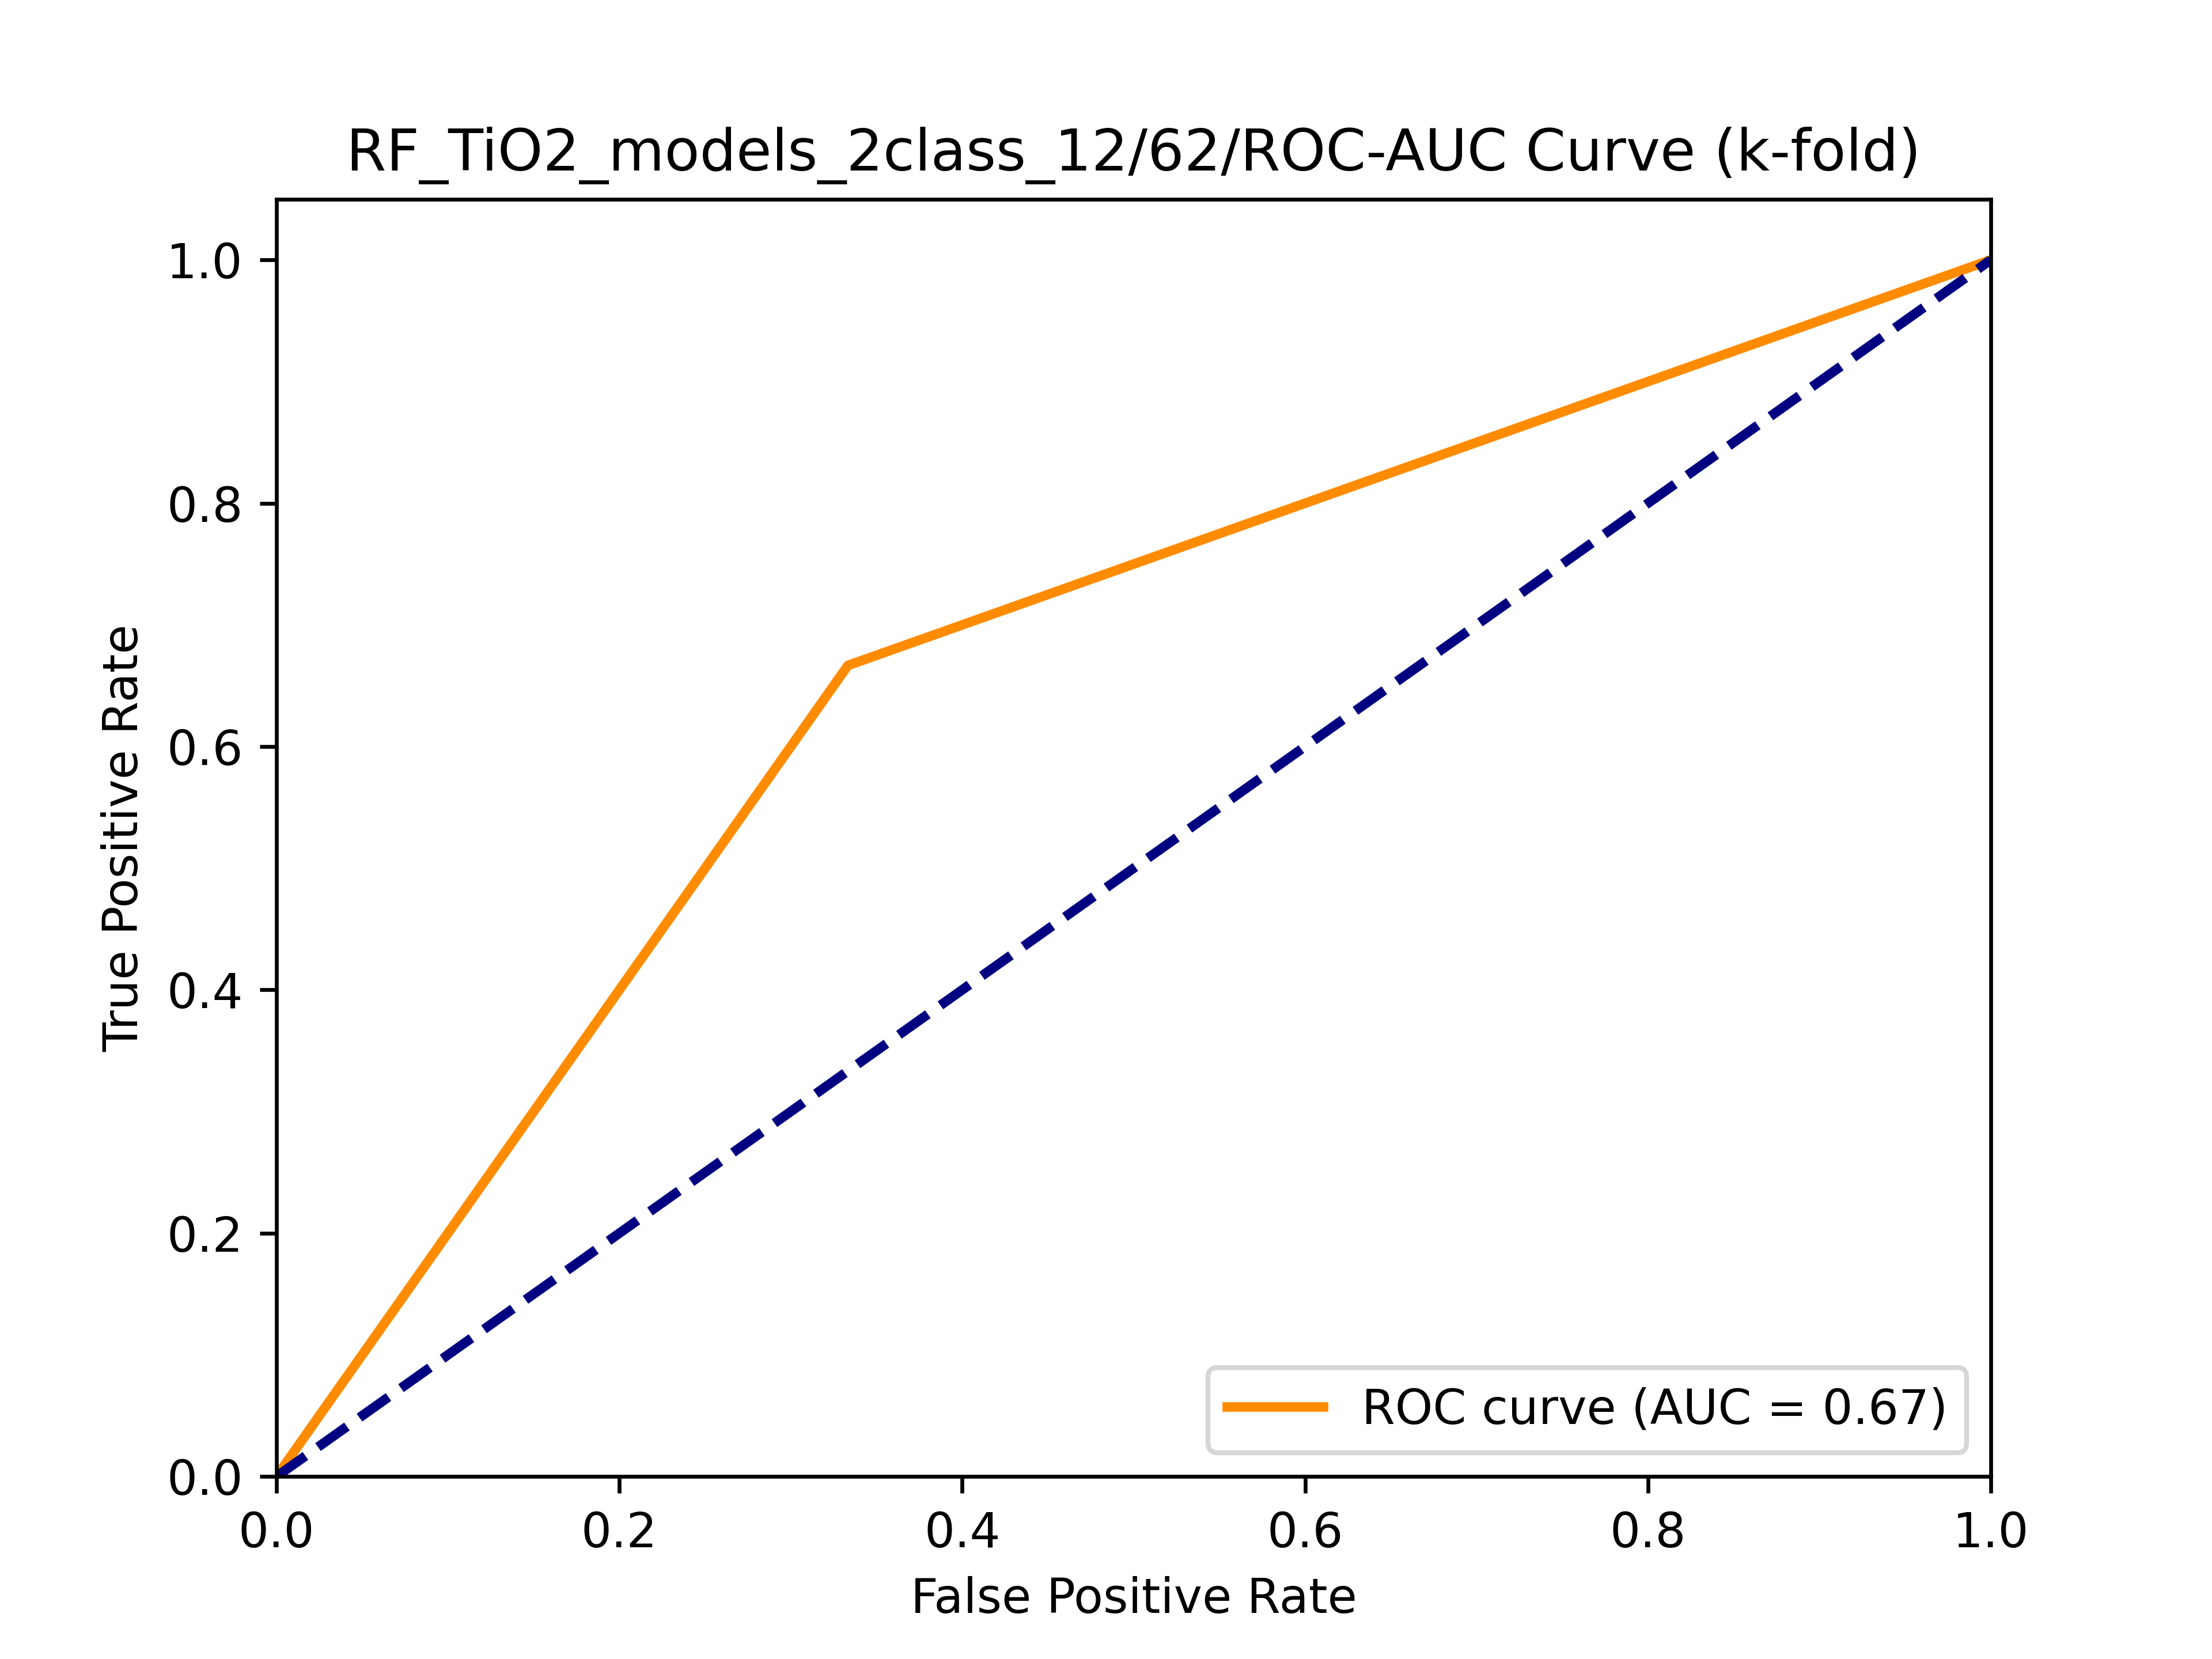 RF_TiO2_models_2class_12/62/ROC-AUC Curve (k-fold)
1.0
0.8
0.6
0.4
0.2
0.0
True Positive Rate
ROC curve (AUC = 0.67)
0.0 0.2 0.4 0.6 0.8 1.0
False Positive Rate